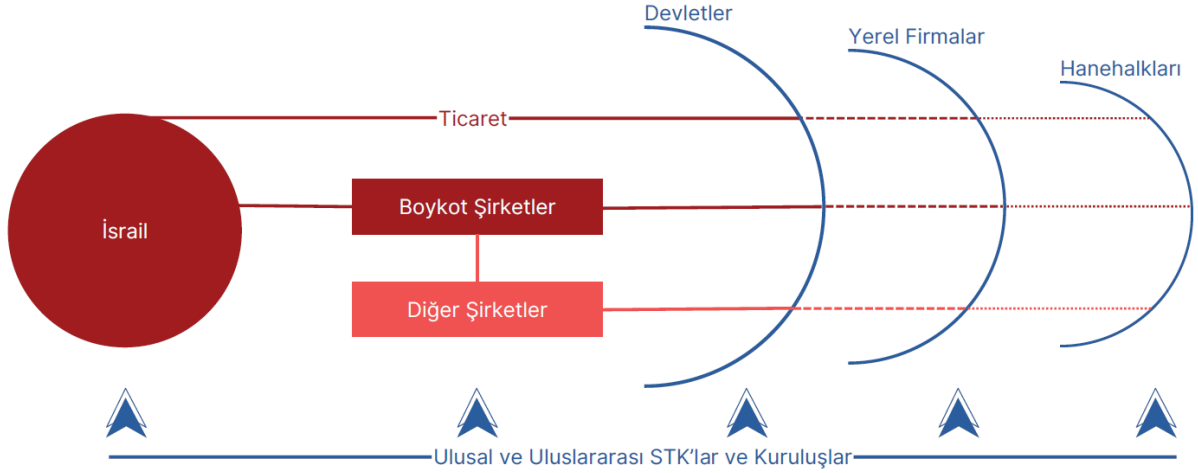 Devletler
Yerel Firmalar
Hanehalkları
Ticaret
Boykot Şirketler
İsrail
Diğer Şirketler
Ulusal ve Uluslararası STK’lar ve Kuruluşlar